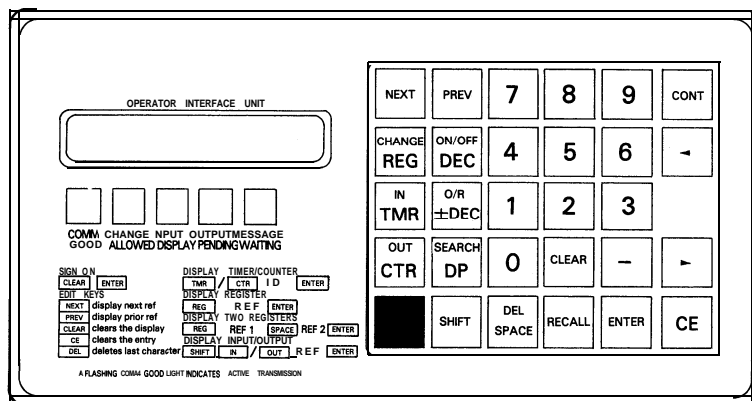 OPERATOR INTERFACE UNIT
COMM CHANGE NPUT OUTPUT MESSAGE
GOOD ALLOWED DISPLAY PENDING WAITING
SIGN ON
CLEAR ENTER
EDIT KEYS
NEXT display next ref
PREV display prior ref
CLEAR clears the display
CE clears the entry
DEL deletes last character
DISPLAY TIMER/COUNTER
TMR / CTR ID ENTER
DISPLAY REGISTER
REG REF ENTER
DISPLAY TWO REGISTERS
REG REF 1 SPACE REF 2 ENTER
DISPLAY INPUT/OUTPUT
SHIFT IN / OUT REF ENTER
A FLASHING COMA4 GOOD LIGHT INDICATES ACTIVE TRANSMISSION
NEXT PREV 7 8 9 CONT
CHANGE ON/OFF
REG DEC 4 5 6 ◄
IN O/R
TMR ±DEC 1 2 3
OUT SEARCH
CTR DP 0 CLEAR – ►
SHIFT DEL SPACE RECALL ENTER CE